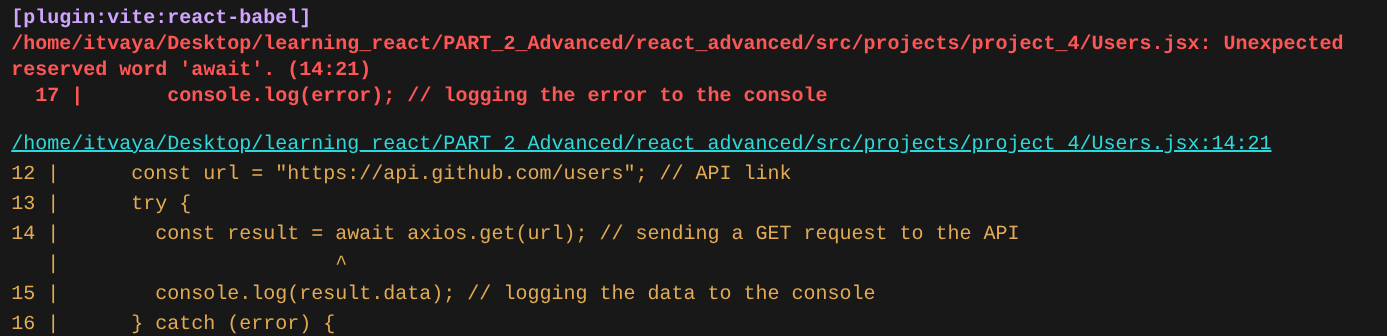 [plugin:vite:react-babel]
/home/itvaya/Desktop/learning_react/PART_2_Advanced/react_advanced/src/projects/project_4/Users.jsx: Unexpected
reserved word 'await'. (14:21)
  17 |       console.log(error); // logging the error to the console
/home/itvaya/Desktop/learning_react/PART_2_Advanced/react_advanced/src/projects/project_4/Users.jsx:14:21
12 |      const url = "https://api.github.com/users"; // API link
13 |      try {
14 |        const result = await axios.get(url); // sending a GET request to the API
   |                       ^
15 |        console.log(result.data); // logging the data to the console
16 |      } catch (error) {